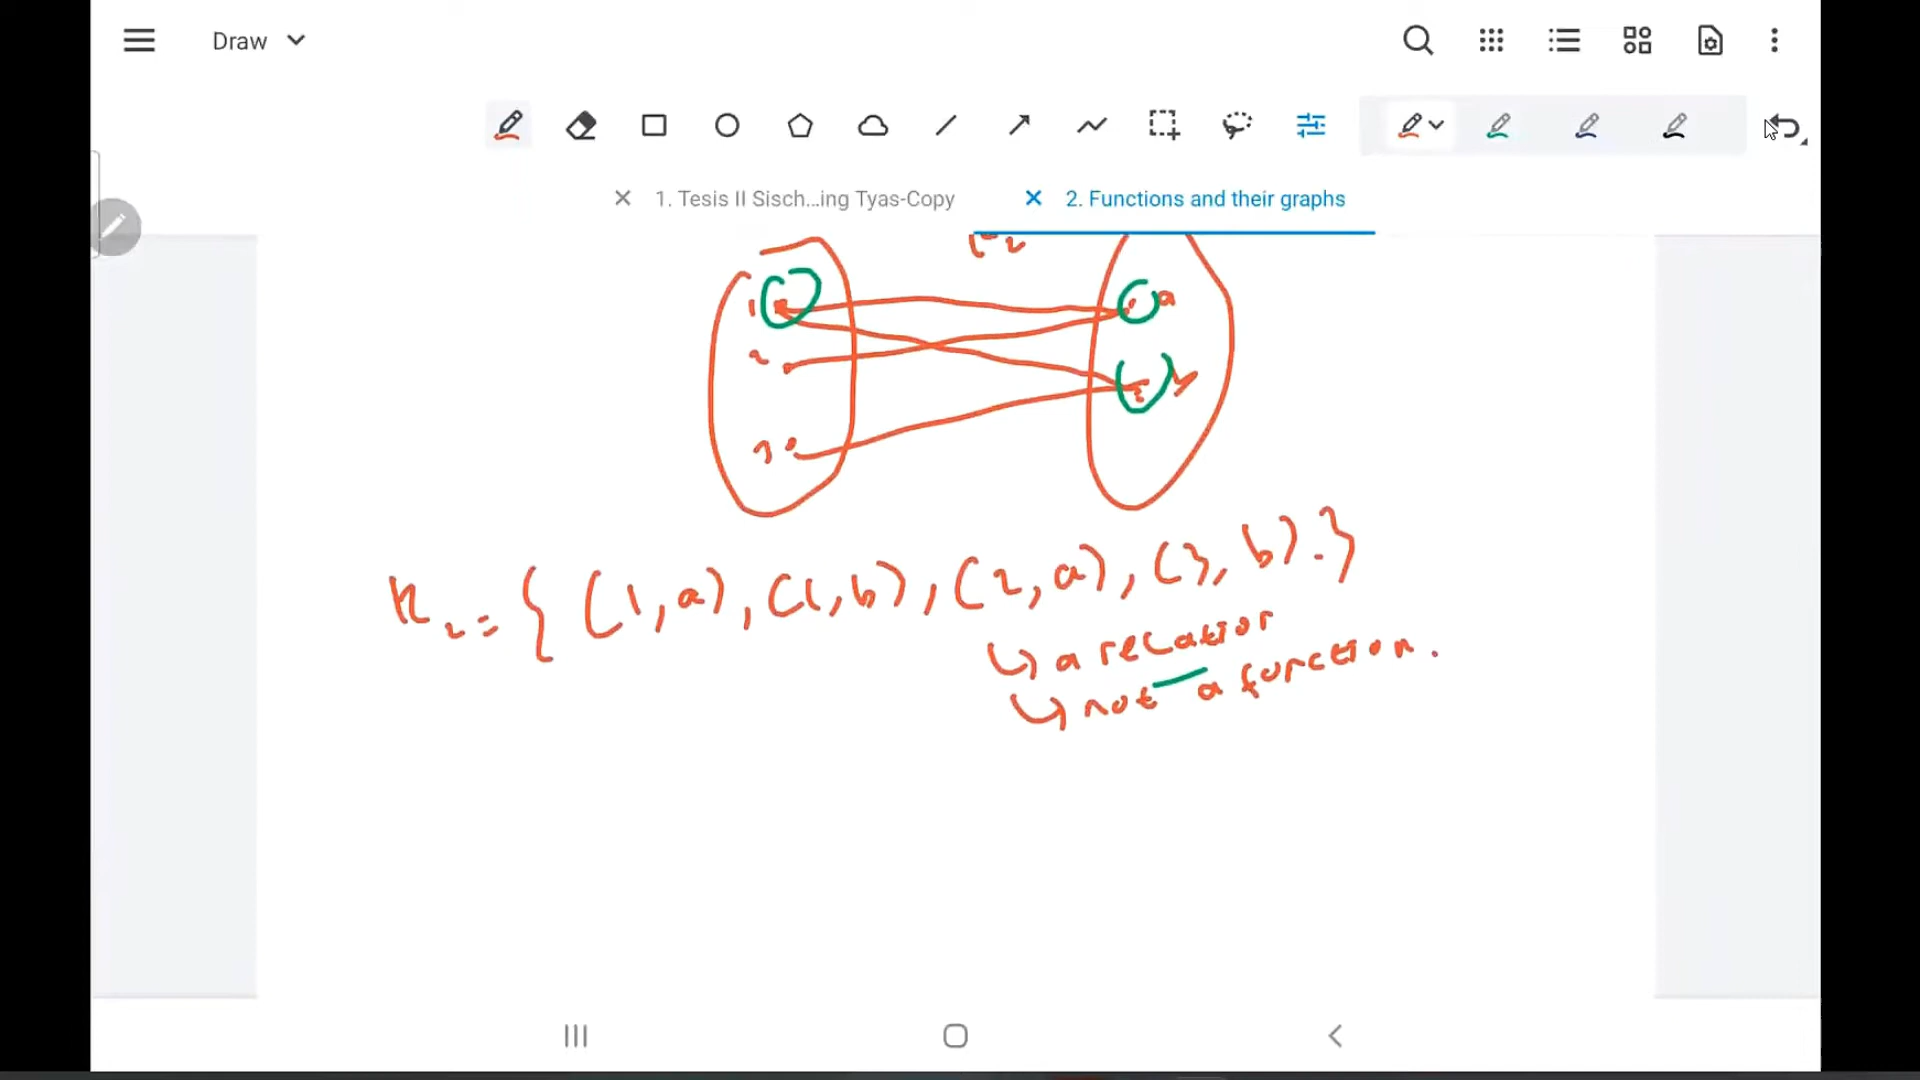 Draw
1. Tesis II Sisch...ing Tyas-Copy
2. Functions and their graphs
1
a
2
b
3
R₂ = { (1, a), (1, b), (2, a), (3, b). }
↳ a relation
↳ not a function.